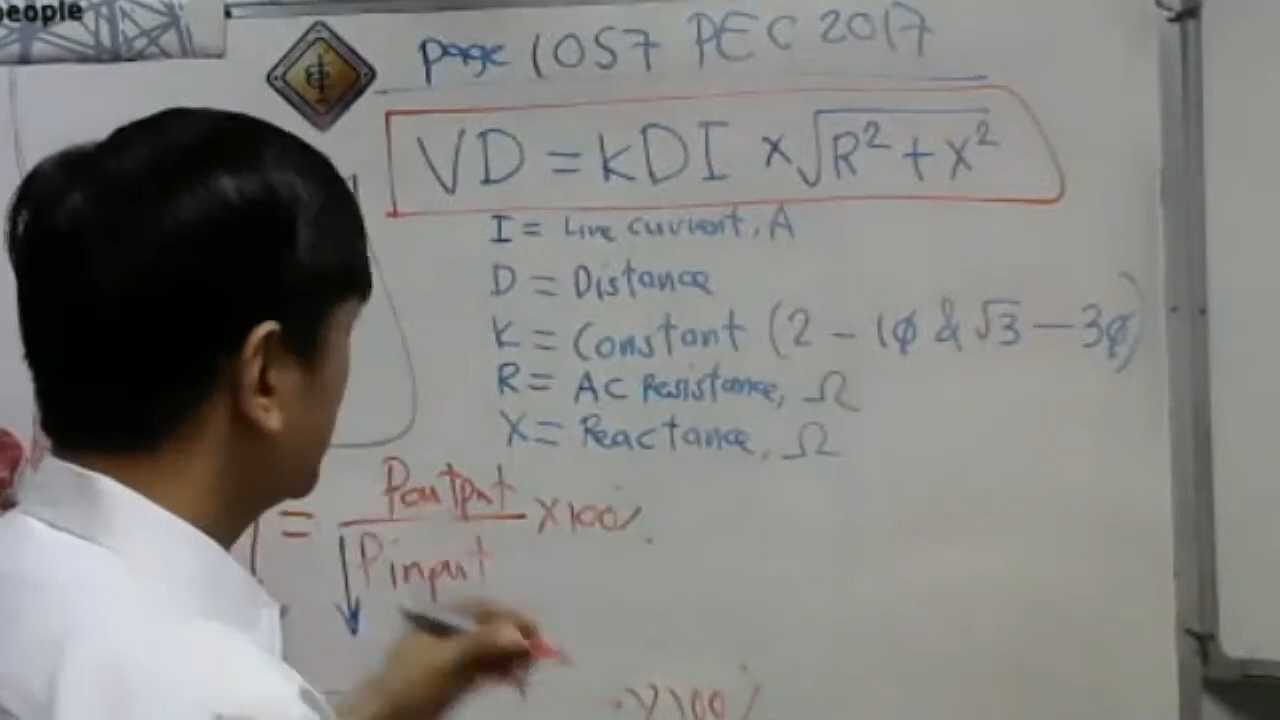 people
page 1057 PEC 2017
VD = KDI x √R² + X²
I = Line current, A
D = Distance
K = Constant (2 - 1ϕ & √3 - 3ϕ)
R = AC Resistance, Ω
X = Reactance, Ω
= Poutput / Pinput X 100%
X100%